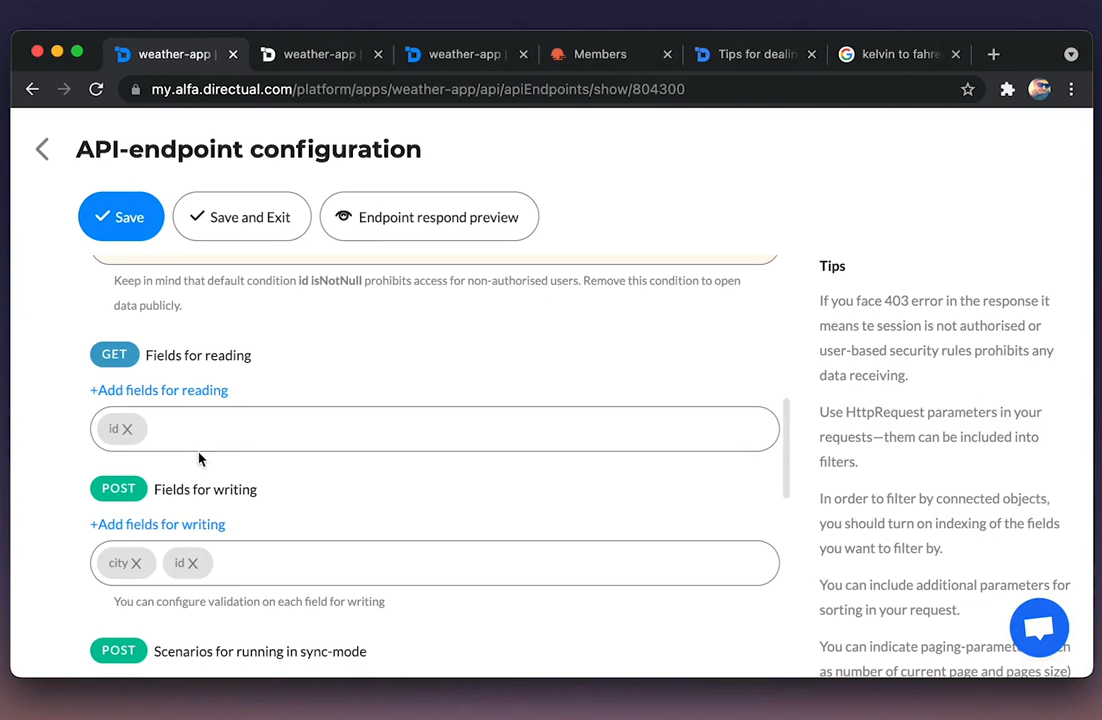 weather-app
weather-app
weather-app
Members
Tips for dealin
kelvin to fahre
my.alfa.directual.com/platform/apps/weather-app/api/apiEndpoints/show/804300
API-endpoint configuration
Save
Save and Exit
Endpoint respond preview
Keep in mind that default condition id isNotNull prohibits access for non-authorised users. Remove this condition to open
data publicly.
GET Fields for reading
+Add fields for reading
id
POST Fields for writing
+Add fields for writing
city
id
You can configure validation on each field for writing
POST Scenarios for running in sync-mode
Tips
If you face 403 error in the response it
means te session is not authorised or
user-based security rules prohibits any
data receiving.
Use HttpRequest parameters in your
requests—them can be included into
filters.
In order to filter by connected objects,
you should turn on indexing of the fields
you want to filter by.
You can include additional parameters for
sorting in your request.
You can indicate paging-parame ch
as number of current page and pages size)